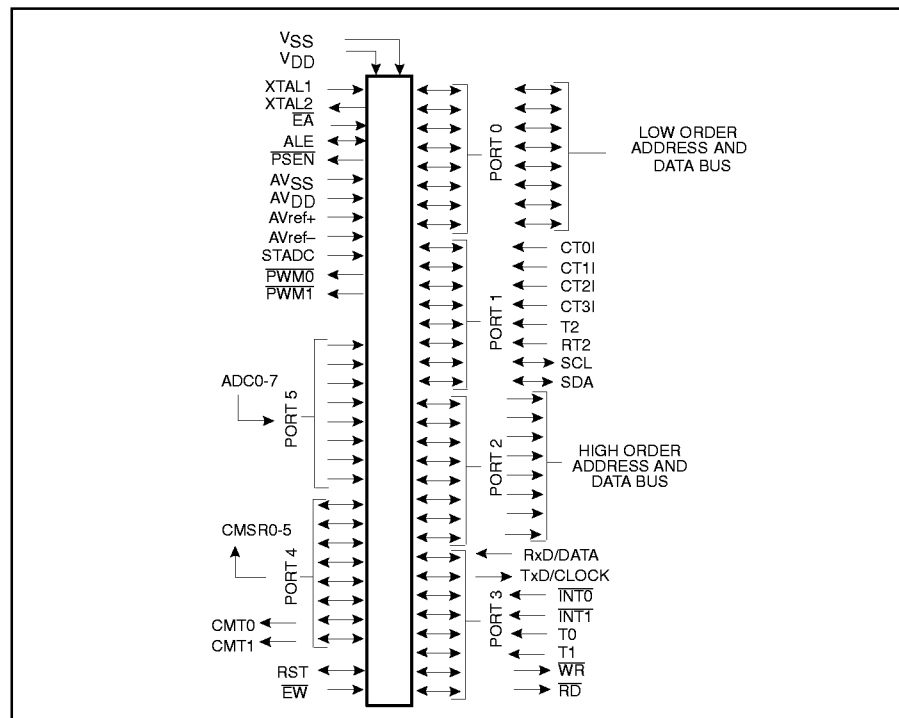 VSS
VDD
XTAL1
XTAL2
EA
ALE
PSEN
AVSS
AVDD
AVref+
AVref–
STADC
PWM0
PWM1
ADC0-7
PORT 5
CMSR0-5
PORT 4
CMT0
CMT1
RST
EW
PORT 0
LOW ORDER
ADDRESS AND
DATA BUS
PORT 1
CT0I
CT1I
CT2I
CT3I
T2
RT2
SCL
SDA
PORT 2
HIGH ORDER
ADDRESS AND
DATA BUS
PORT 3
RxD/DATA
TxD/CLOCK
INT0
INT1
T0
T1
WR
RD